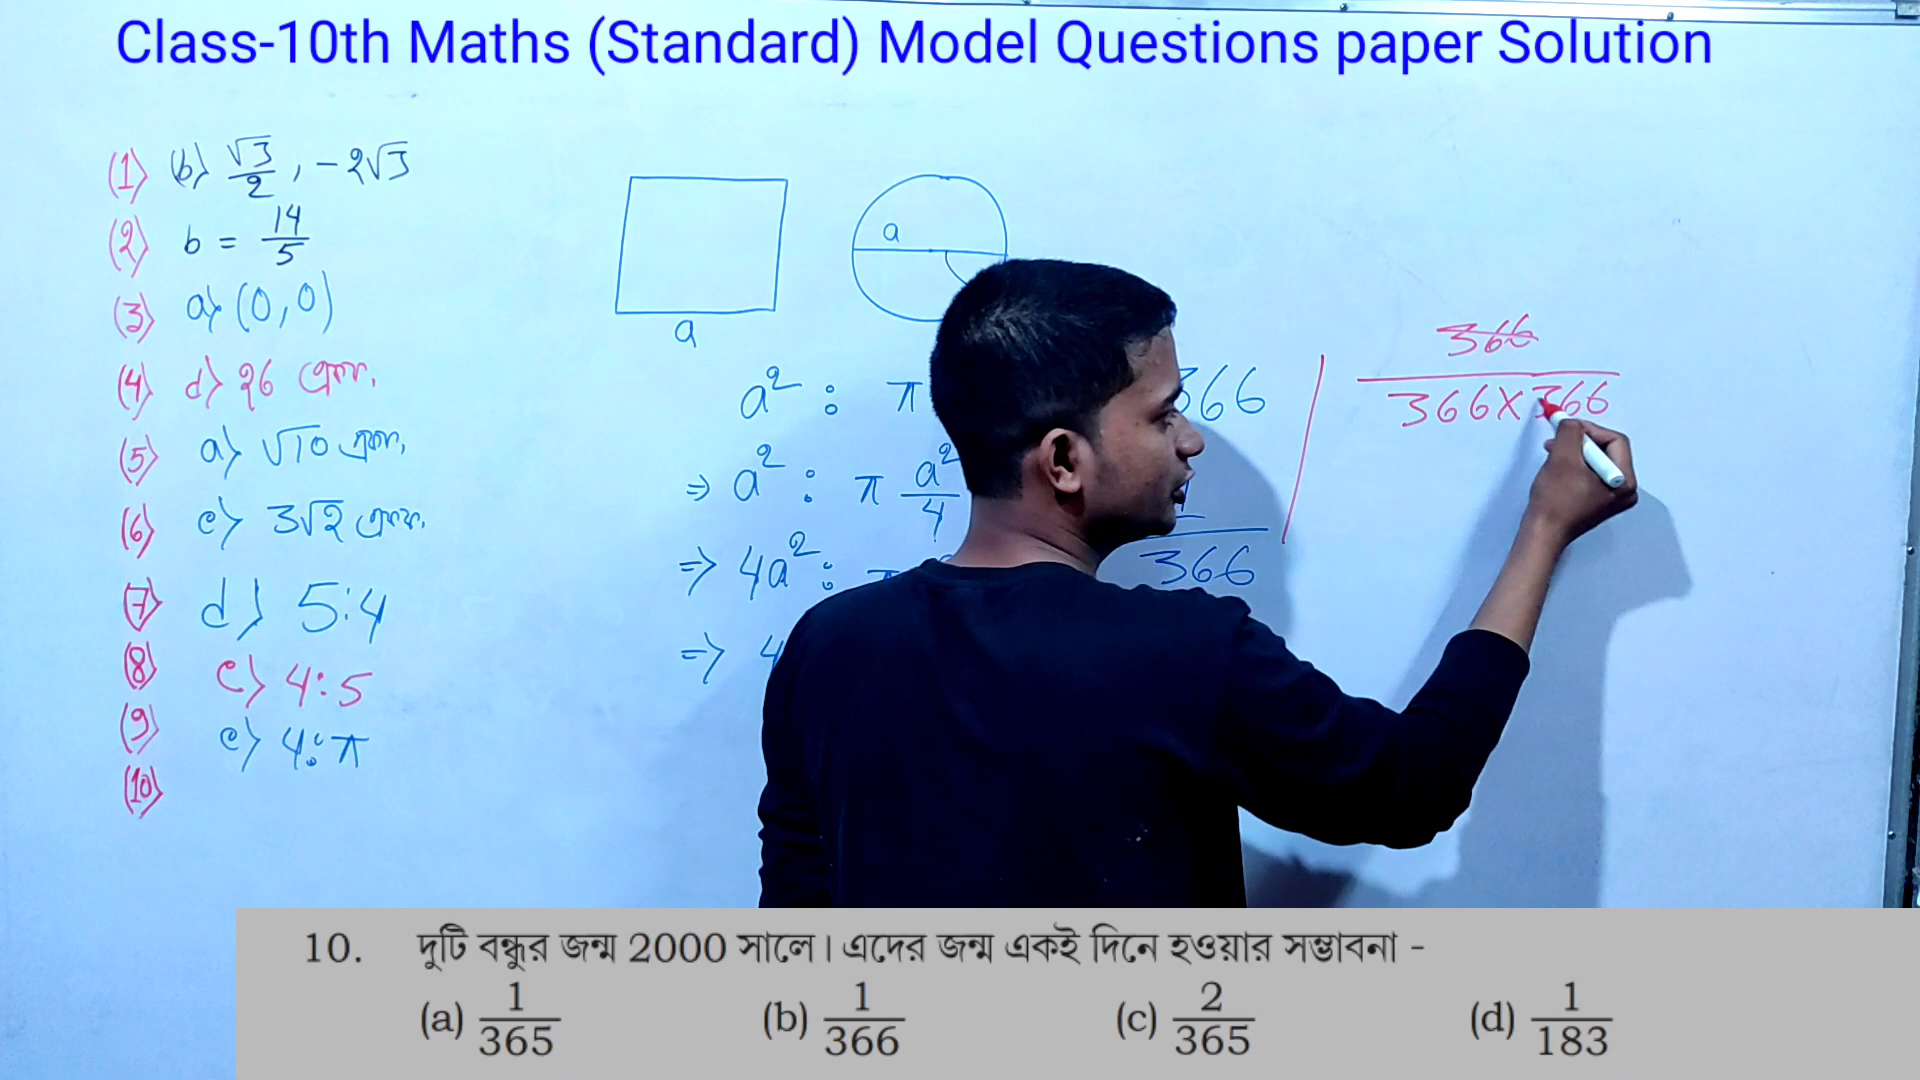 Class-10th Maths (Standard) Model Questions paper Solution
(1) (b) √3/2 , -2√3
(2) b = 14/5
(3) a) (0,0)
(4) d) 26
(5) a) √10
(6) c) 3√2
(7) d) 5:4
(8) c) 4:5
(9) c) 4:π
(10)
a
a
a² : π
⇒ a² : π a²/4
⇒ 4a² :
⇒ 4
366
366
366
366×366
10. দুটি বন্ধুর জন্ম 2000 সালে। এদের জন্ম একই দিনে হওয়ার সম্ভাবনা -
(a) 1/365 (b) 1/366 (c) 2/365 (d) 1/183